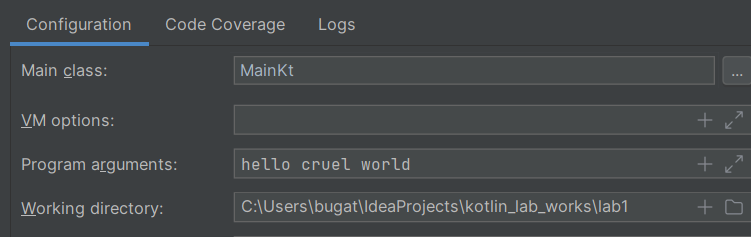 Configuration Code Coverage Logs
Main class: MainKt ...
VM options:
Program arguments: hello cruel world
Working directory: C:\Users\bugat\IdeaProjects\kotlin_lab_works\lab1